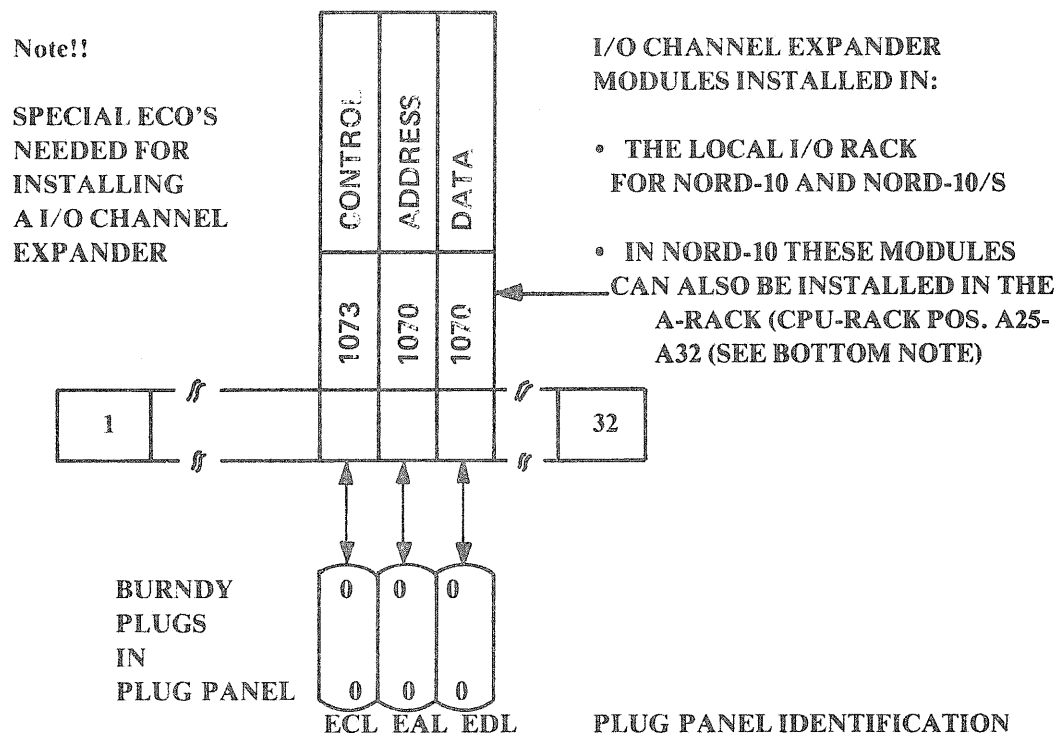 Note!!
SPECIAL ECO'S
NEEDED FOR
INSTALLING
A I/O CHANNEL
EXPANDER
CONTROL
ADDRESS
DATA
1073
1070
1070
I/O CHANNEL EXPANDER
MODULES INSTALLED IN:
• THE LOCAL I/O RACK
FOR NORD-10 AND NORD-10/S
• IN NORD-10 THESE MODULES
CAN ALSO BE INSTALLED IN THE
A-RACK (CPU-RACK POS. A25-
A32 (SEE BOTTOM NOTE)
1
32
BURNDY
PLUGS
IN
PLUG PANEL
0 0 0
0 0 0
ECL EAL EDL
PLUG PANEL IDENTIFICATION